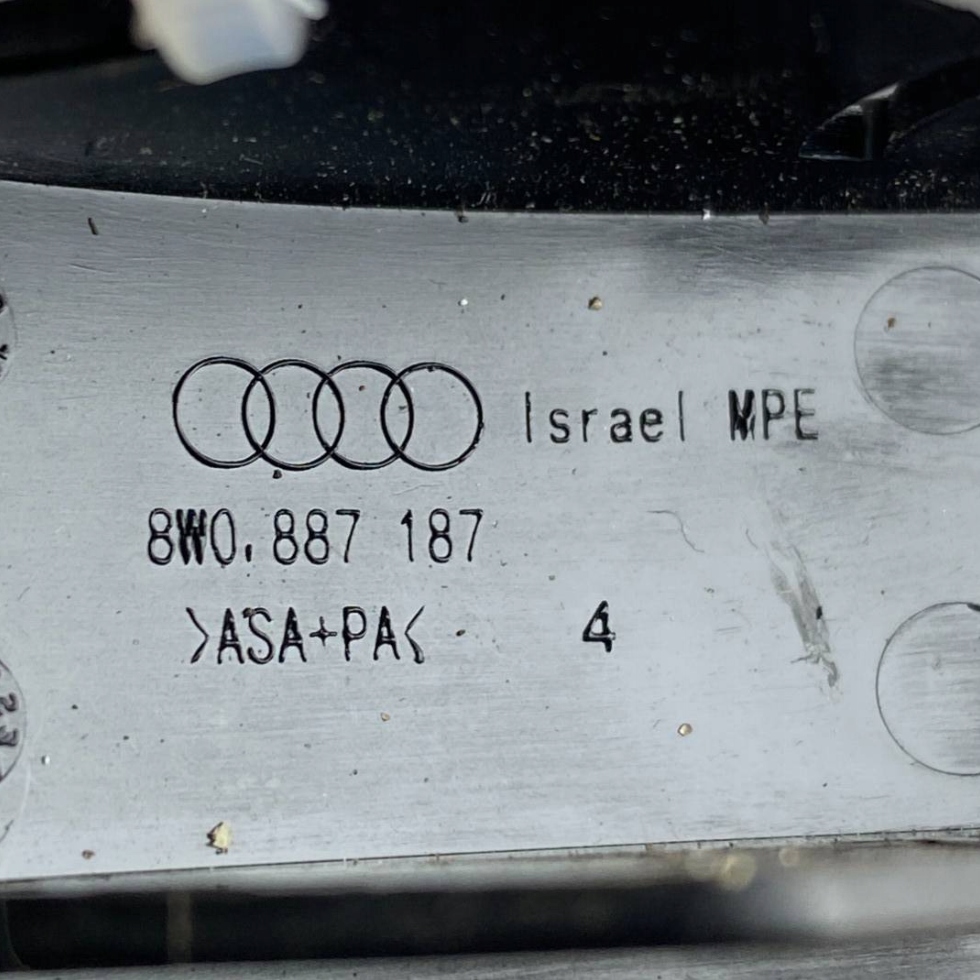 Israel MPE
8W0.887 187
>ASA+PA<
4